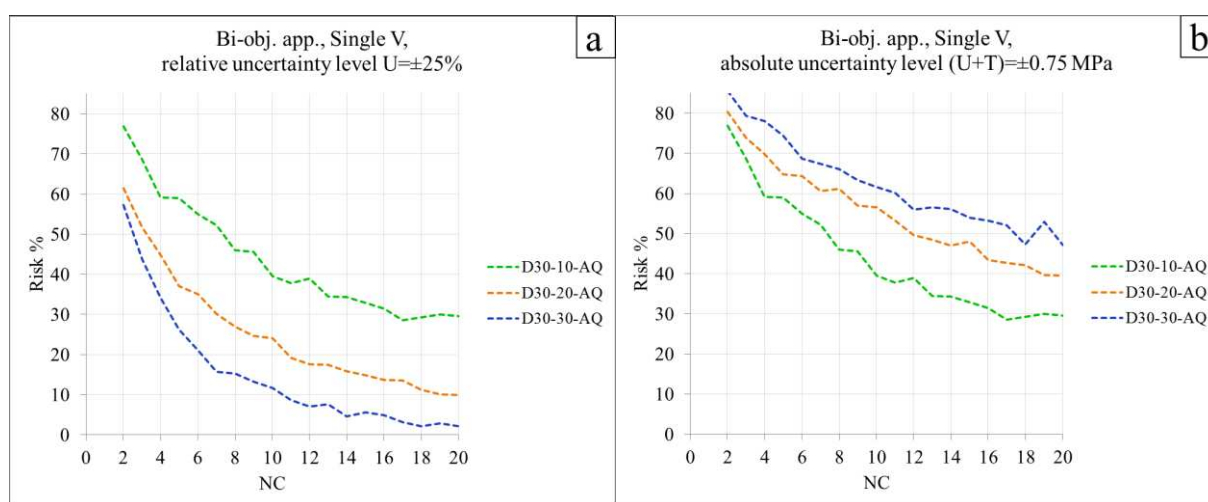 Bi-obj. app., Single V,
relative uncertainty level U=±25%
a
80
70
60
50
40
30
20
10
0
Risk %
0 2 4 6 8 10 12 14 16 18 20
NC
D30-10-AQ
D30-20-AQ
D30-30-AQ
Bi-obj. app., Single V,
absolute uncertainty level (U+T)=±0.75 MPa
b
80
70
60
50
40
30
20
10
0
Risk %
0 2 4 6 8 10 12 14 16 18 20
NC
D30-10-AQ
D30-20-AQ
D30-30-AQ